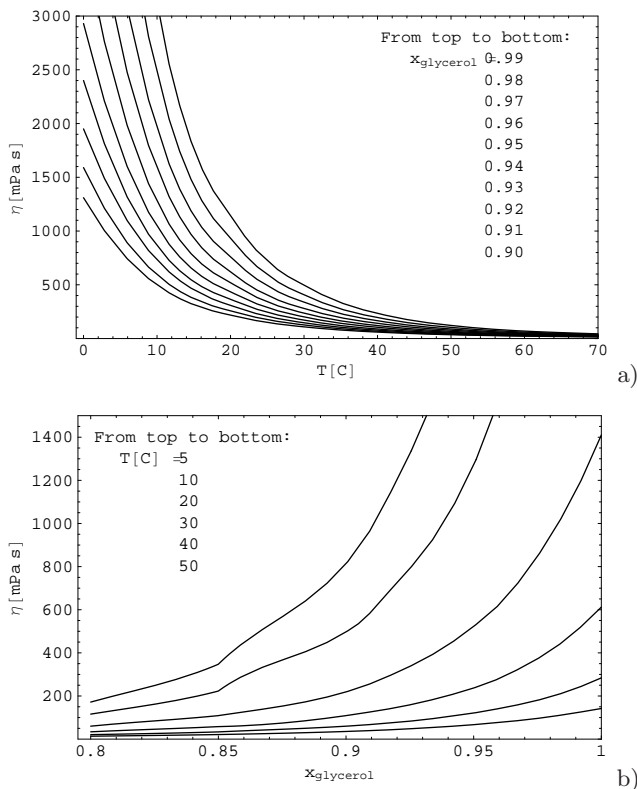 3000
2500
2000
1500
1000
500
η[mPa s]
From top to bottom:
xglycerol = 0.99
0.98
0.97
0.96
0.95
0.94
0.93
0.92
0.91
0.90
0 10 20 30 40 50 60 70
T[C]
a)
1400
1200
1000
800
600
400
200
η[mPa s]
From top to bottom:
T[C] =5
10
20
30
40
50
0.8 0.85 0.9 0.95 1
xglycerol
b)